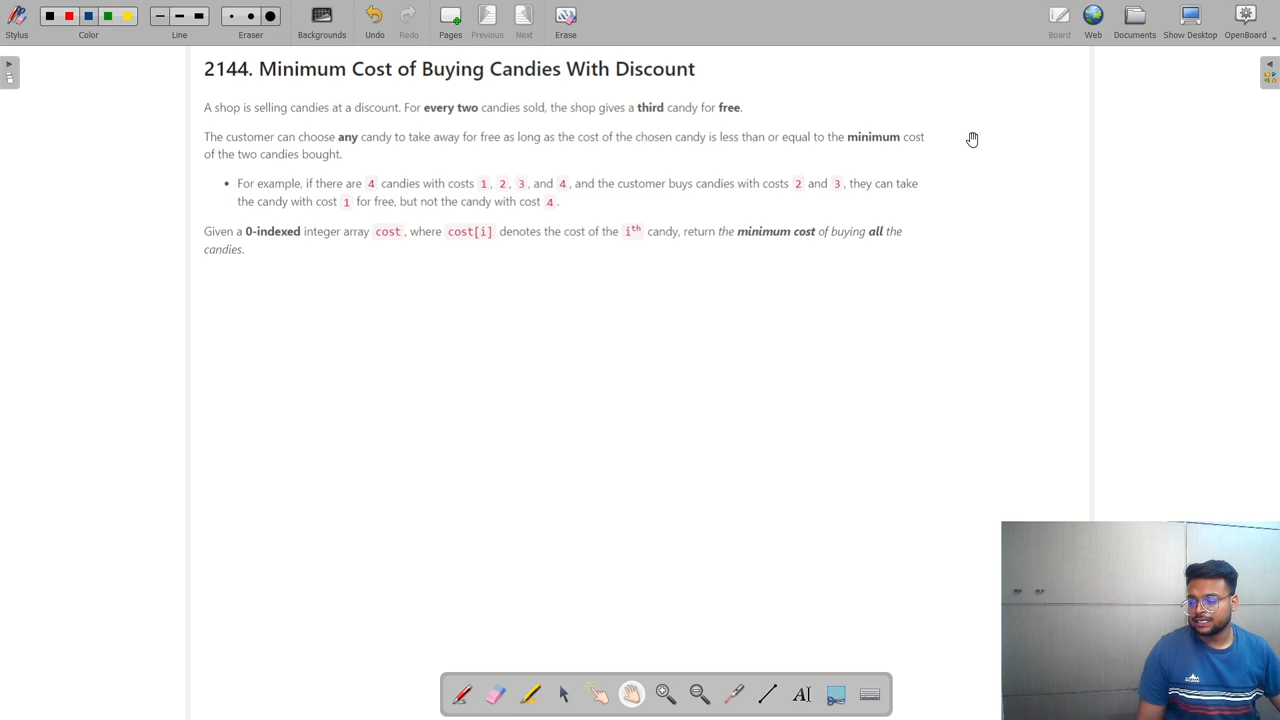 Stylus Color Line Eraser Backgrounds Undo Redo Pages Previous Next Erase Board Web Documents Show Desktop OpenBoard
2144. Minimum Cost of Buying Candies With Discount
A shop is selling candies at a discount. For every two candies sold, the shop gives a third candy for free.
The customer can choose any candy to take away for free as long as the cost of the chosen candy is less than or equal to the minimum cost
of the two candies bought.
• For example, if there are 4 candies with costs 1, 2, 3, and 4, and the customer buys candies with costs 2 and 3, they can take
the candy with cost 1 for free, but not the candy with cost 4.
Given a 0-indexed integer array cost, where cost[i] denotes the cost of the iᵗʰ candy, return the minimum cost of buying all the
candies.